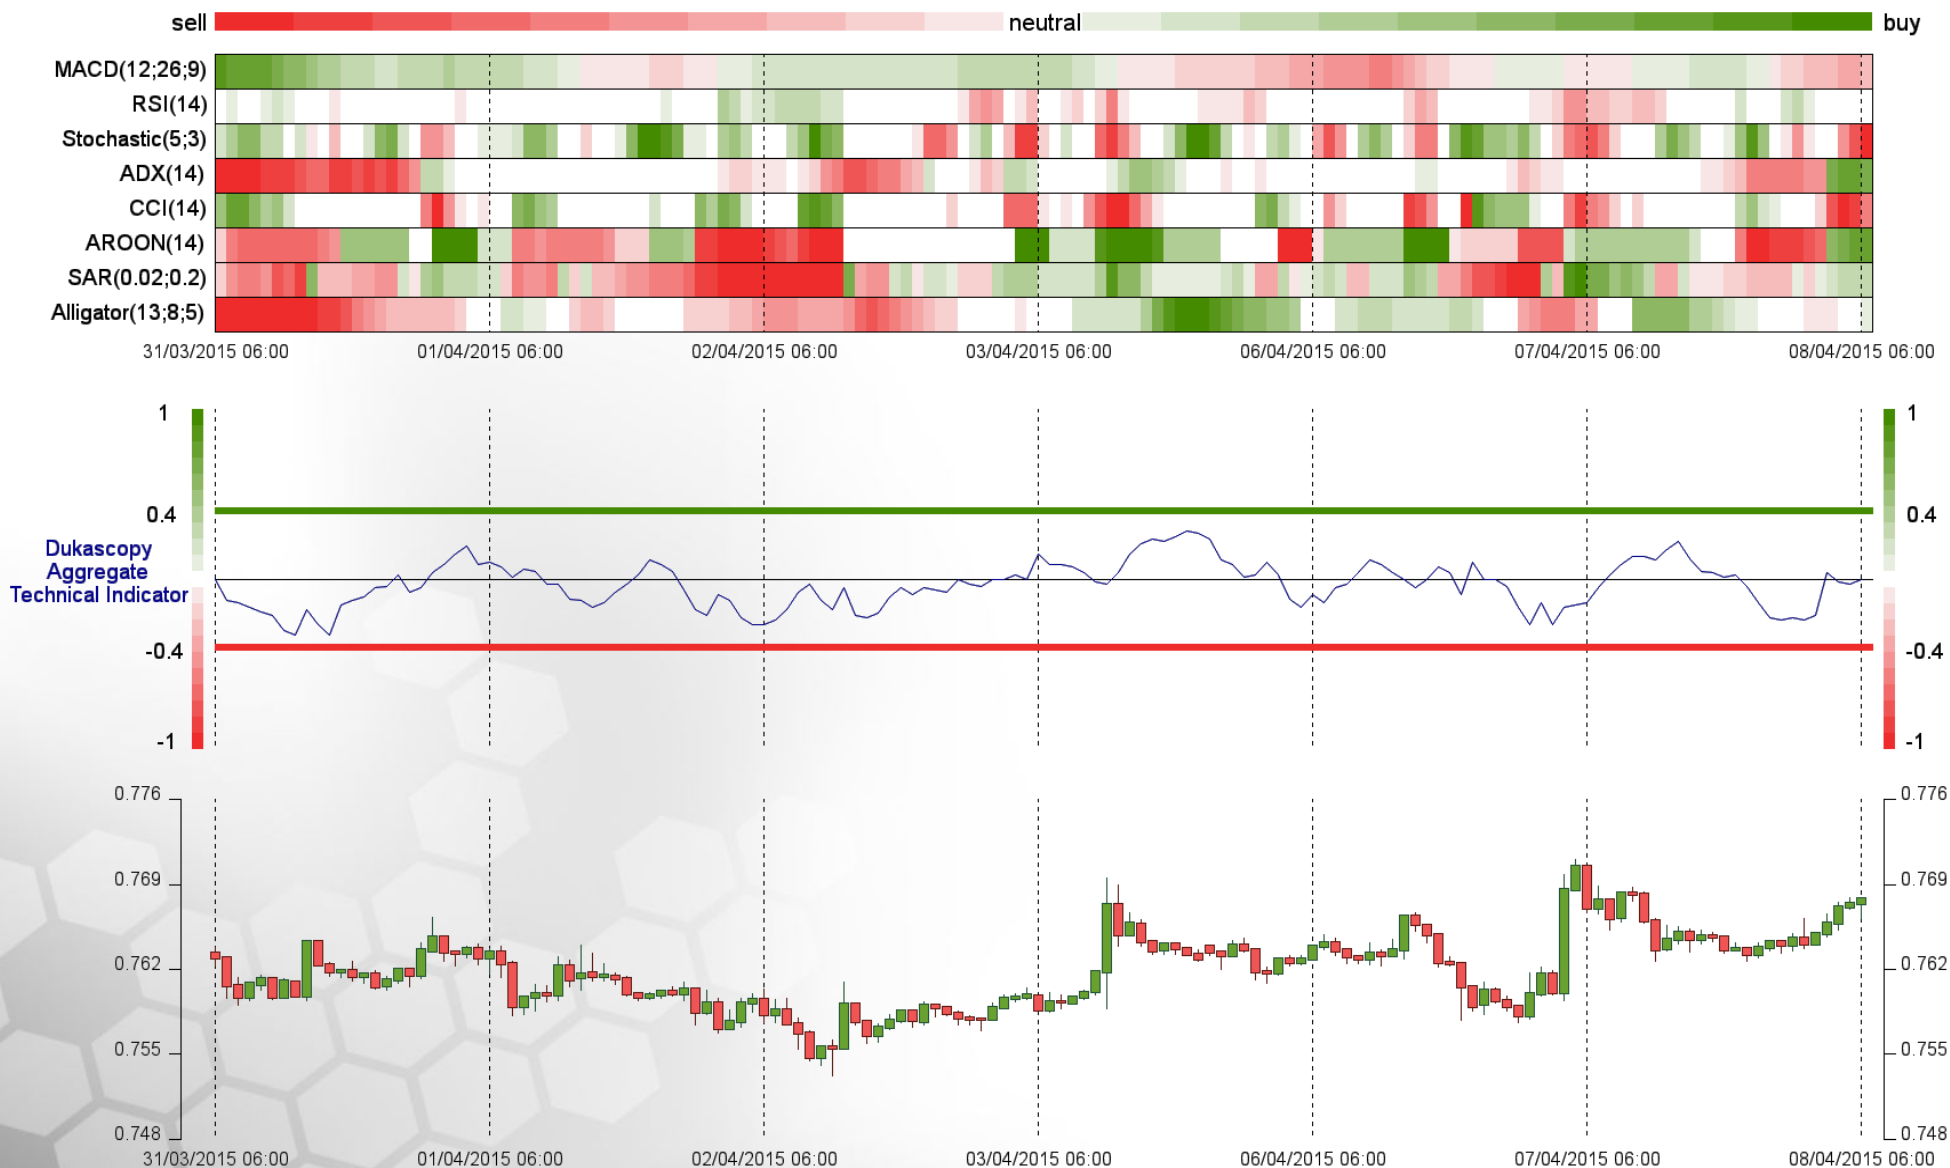 sell neutral buy
MACD(12;26;9)
RSI(14)
Stochastic(5;3)
ADX(14)
CCI(14)
AROON(14)
SAR(0.02;0.2)
Alligator(13;8;5)
31/03/2015 06:00 01/04/2015 06:00 02/04/2015 06:00 03/04/2015 06:00 06/04/2015 06:00 07/04/2015 06:00 08/04/2015 06:00
1 1
0.4 0.4
Dukascopy
Aggregate
Technical Indicator
-0.4 -0.4
-1 -1
0.776 0.776
0.769 0.769
0.762 0.762
0.755 0.755
0.748 0.748
31/03/2015 06:00 01/04/2015 06:00 02/04/2015 06:00 03/04/2015 06:00 06/04/2015 06:00 07/04/2015 06:00 08/04/2015 06:00